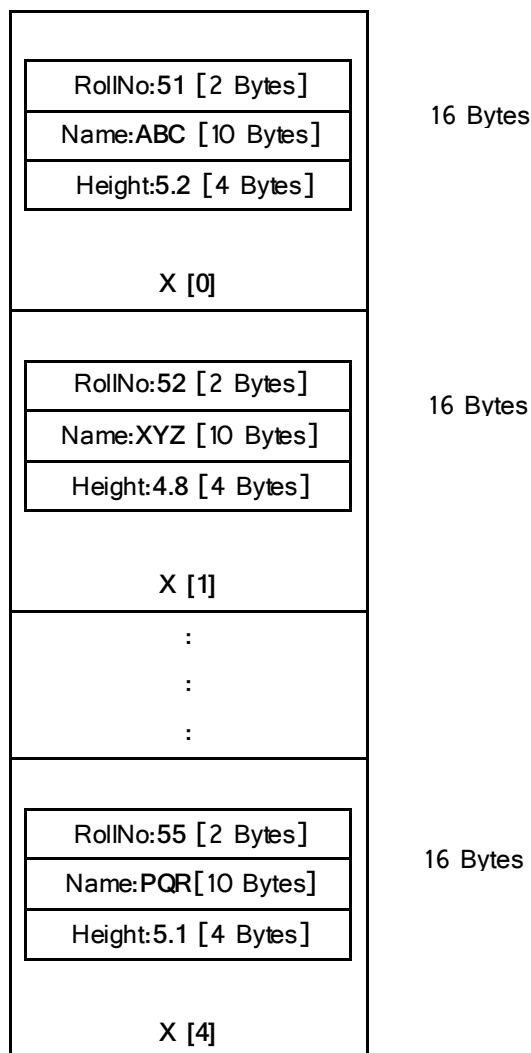 RollNo:51 [2 Bytes]
16 Bytes
Name:ABC [10 Bytes]
Height:5.2 [4 Bytes]
X [0]
RollNo:52 [2 Bytes]
16 Bytes
Name:XYZ [10 Bytes]
Height:4.8 [4 Bytes]
X [1]
:
:
:
RollNo:55 [2 Bytes]
16 Bytes
Name:PQR[10 Bytes]
Height:5.1 [4 Bytes]
X [4]